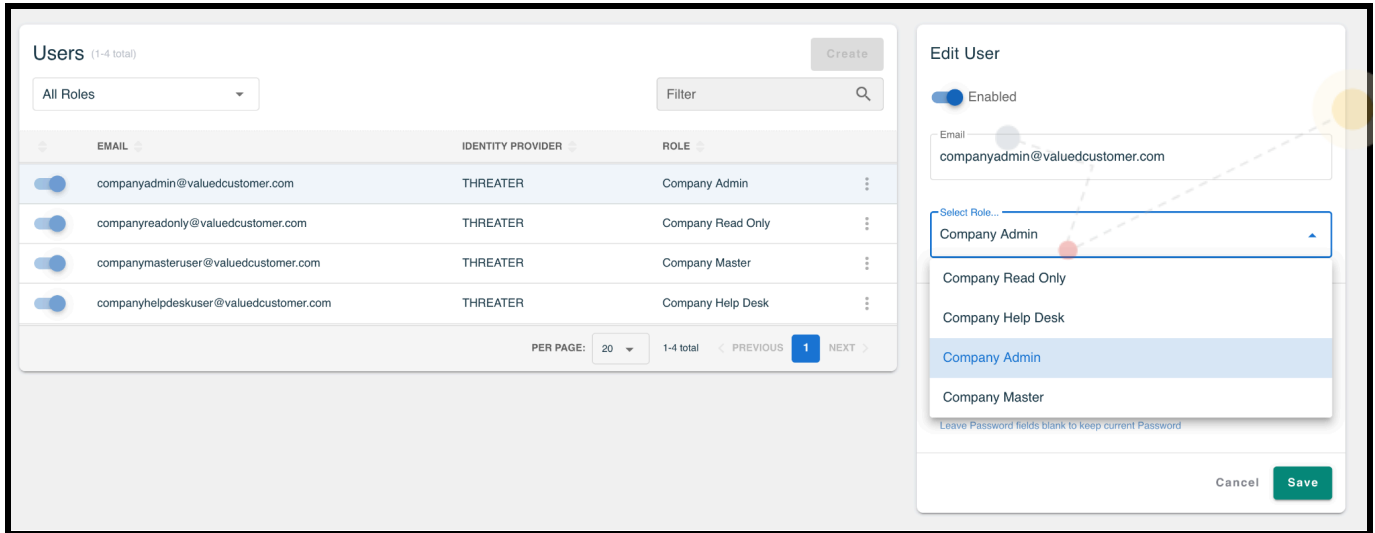 Users (1-4 total)
Create
All Roles
Filter
EMAIL IDENTITY PROVIDER ROLE
companyadmin@valuedcustomer.com THREATER Company Admin
companyreadonly@valuedcustomer.com THREATER Company Read Only
companymasteruser@valuedcustomer.com THREATER Company Master
companyhelpdeskuser@valuedcustomer.com THREATER Company Help Desk
PER PAGE: 20 1-4 total < PREVIOUS 1 NEXT >
Edit User
Enabled
Email
companyadmin@valuedcustomer.com
Select Role...
Company Admin
Company Read Only
Company Help Desk
Company Admin
Company Master
Leave Password fields blank to keep current Password
Cancel Save